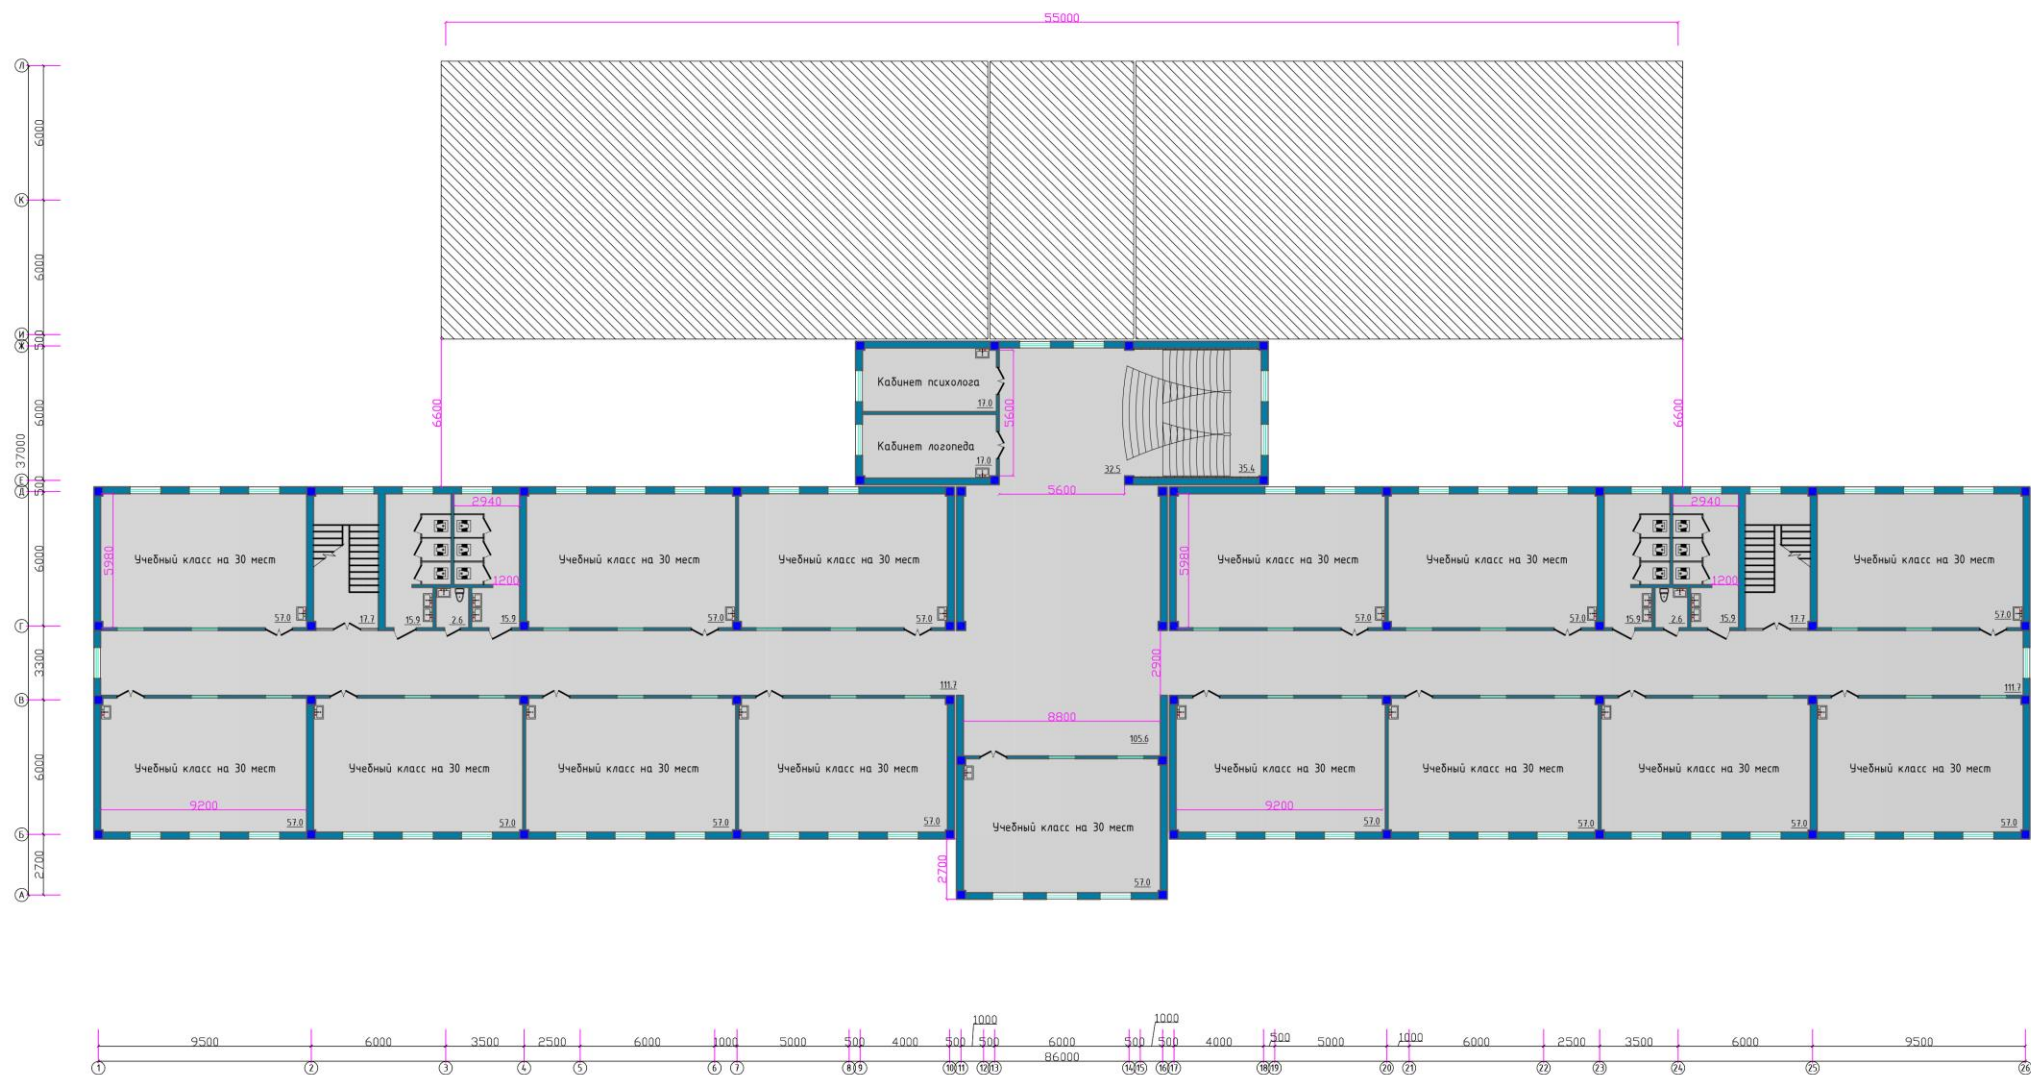 55000
Л
6000
К
6000
И
500
Ж
6000
37000
Е
500
Д
6000
Г
3300
В
6000
Б
2700
А
6600
6600
Кабинет психолога
17.0
5600
Кабинет логопеда
17.0
32.5
35.4
5600
5980
Учебный класс на 30 мест
57.0
17.7
2940
1200
15.9
2.6
15.9
Учебный класс на 30 мест
57.0
Учебный класс на 30 мест
57.0
5980
Учебный класс на 30 мест
57.0
Учебный класс на 30 мест
57.0
2940
1200
15.9
2.6
15.9
17.7
Учебный класс на 30 мест
57.0
2900
111.7
111.7
8800
105.6
Учебный класс на 30 мест
9200
57.0
Учебный класс на 30 мест
57.0
Учебный класс на 30 мест
57.0
Учебный класс на 30 мест
57.0
Учебный класс на 30 мест
57.0
2700
Учебный класс на 30 мест
9200
57.0
Учебный класс на 30 мест
57.0
Учебный класс на 30 мест
57.0
Учебный класс на 30 мест
57.0
1000 1000
9500 6000 3500 2500 6000 1000 5000 500 4000 500 500 6000 500 500 4000 500 5000 1000 6000 2500 3500 6000 9500
86000
1 2 3 4 5 6 7 8 9 10 11 12 13 14 15 16 17 18 19 20 21 22 23 24 25 26